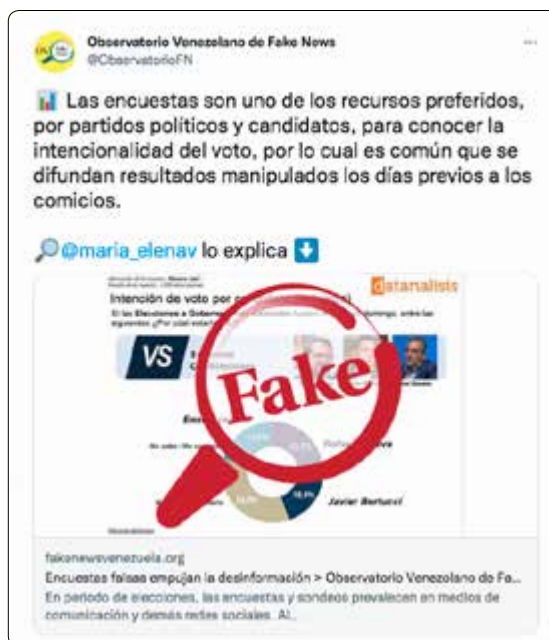 Observatorio Venezolano de Fake News
@ObservatorioFN
Las encuestas son uno de los recursos preferidos,
por partidos políticos y candidatos, para conocer la
intencionalidad del voto, por lo cual es común que se
difundan resultados manipulados los días previos a los
comicios.
@maria_elenav lo explica
datanalisis
Intención de voto por
VS
Fake
Javier Bertucci
fakenewsvenezuela.org
Encuestas falsas empujan la desinformación > Observatorio Venezolano de Fa...
En periodo de elecciones, las encuestas y sondeos prevalecen en medios de
comunicación y demás redes sociales. Al...